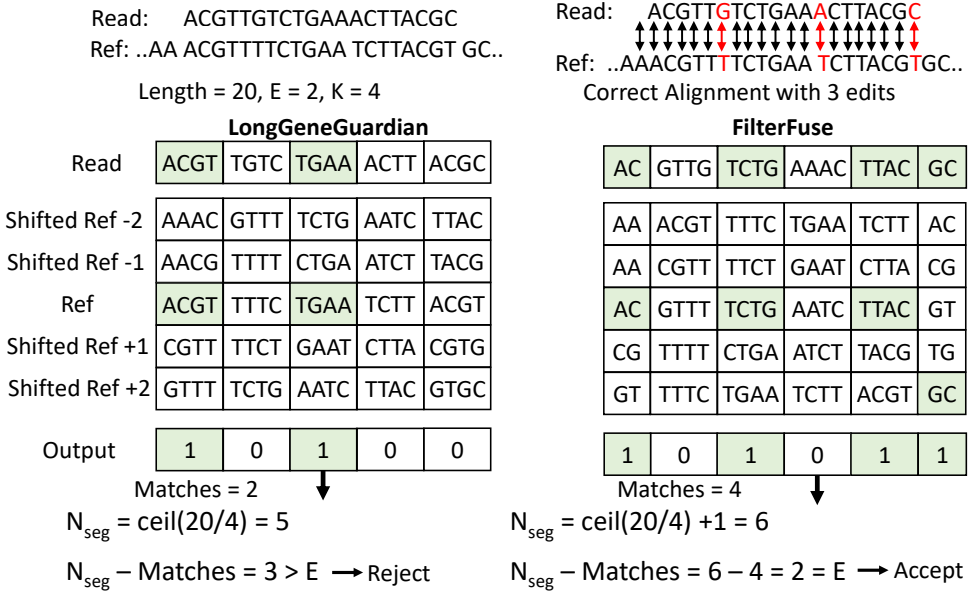 Read: ACGTTGTCTGAAACTTACGC
Ref: ..AA ACGTTTTCTGAA TCTTACGT GC..
Length = 20, E = 2, K = 4
Read: ACGTTGTCTGAAACTTACGC
Ref: ..AAACGTTTTCTGAA TCTTACGTGC..
Correct Alignment with 3 edits
LongGeneGuardian
Read ACGT TGTC TGAA ACTT ACGC
Shifted Ref -2 AAAC GTTT TCTG AATC TTAC
Shifted Ref -1 AACG TTTT CTGA ATCT TACG
Ref ACGT TTTC TGAA TCTT ACGT
Shifted Ref +1 CGTT TTCT GAAT CTTA CGTG
Shifted Ref +2 GTTT TCTG AATC TTAC GTGC
Output 1 0 1 0 0
Matches = 2
Nseg = ceil(20/4) = 5
Nseg – Matches = 3 > E → Reject
FilterFuse
AC GTTG TCTG AAAC TTAC GC
AA ACGT TTTC TGAA TCTT AC
AA CGTT TTCT GAAT CTTA CG
AC GTTT TCTG AATC TTAC GT
CG TTTT CTGA ATCT TACG TG
GT TTTC TGAA TCTT ACGT GC
1 0 1 0 1 1
Matches = 4
Nseg = ceil(20/4) +1 = 6
Nseg – Matches = 6 – 4 = 2 = E → Accept